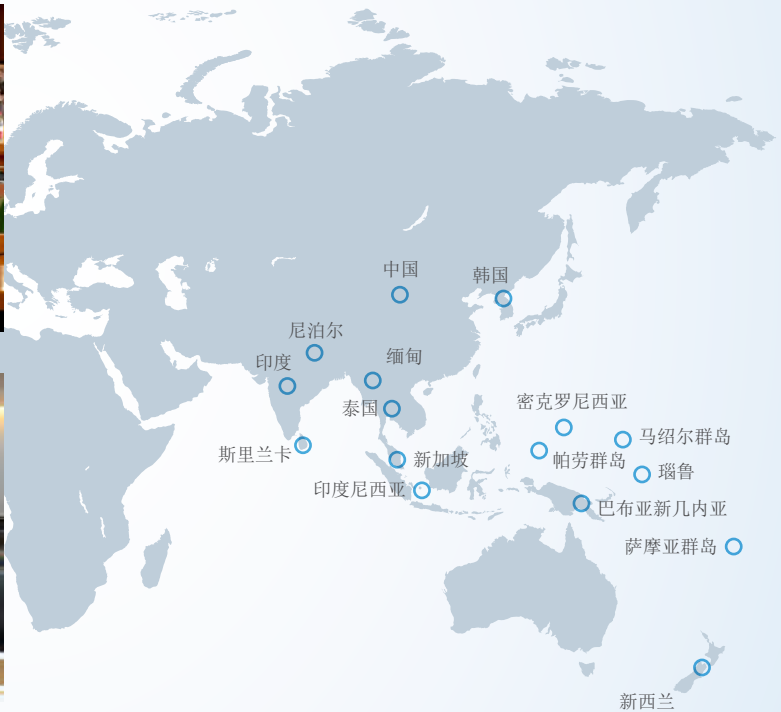 中国
韩国
尼泊尔
印度
缅甸
泰国
密克罗尼西亚
马绍尔群岛
斯里兰卡
新加坡
帕劳群岛
瑙鲁
印度尼西亚
巴布亚新几内亚
萨摩亚群岛
新西兰